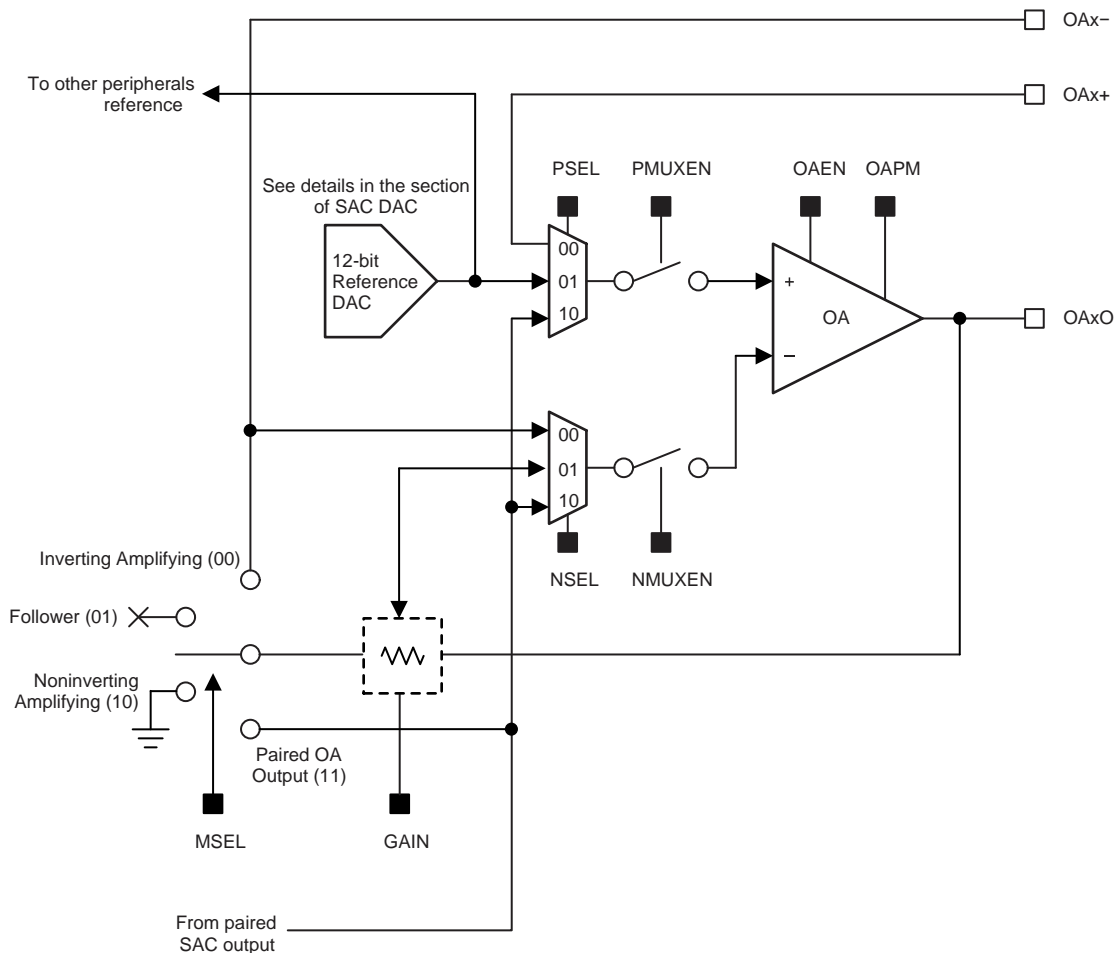 OAx−
To other peripherals
reference
OAx+
PSEL
PMUXEN
OAEN
OAPM
See details in the section
of SAC DAC
12-bit
Reference
DAC
00
01
10
+
−
OA
OAxO
00
01
10
NSEL
NMUXEN
Inverting Amplifying (00)
Follower (01)
Noninverting
Amplifying (10)
Paired OA
Output (11)
MSEL
GAIN
From paired
SAC output